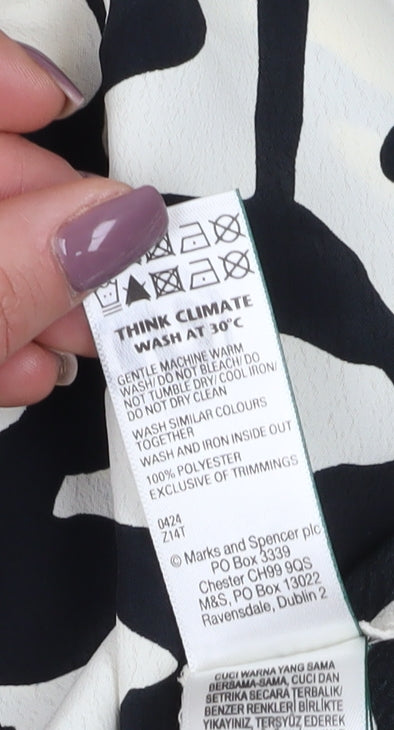 THINK CLIMATE
WASH AT 30°C
GENTLE MACHINE WARM
WASH/DO NOT BLEACH/DO
NOT TUMBLE DRY/COOL IRON/
DO NOT DRY CLEAN
WASH SIMILAR COLOURS
TOGETHER
WASH AND IRON INSIDE OUT
100% POLYESTER
EXCLUSIVE OF TRIMMINGS
0424
Z14T
© Marks and Spencer plc
PO Box 3339
Chester CH99 9QS
M&S, PO Box 13022
Ravensdale, Dublin 2
CUCI WARNA YANG SAMA
BERSAMA-SAMA, CUCI DAN
SETRIKA SECARA TERBALIK/
BENZER RENKLERİ BİRLİKTE
YIKAYINIZ, TERSYÜZ EDEREK